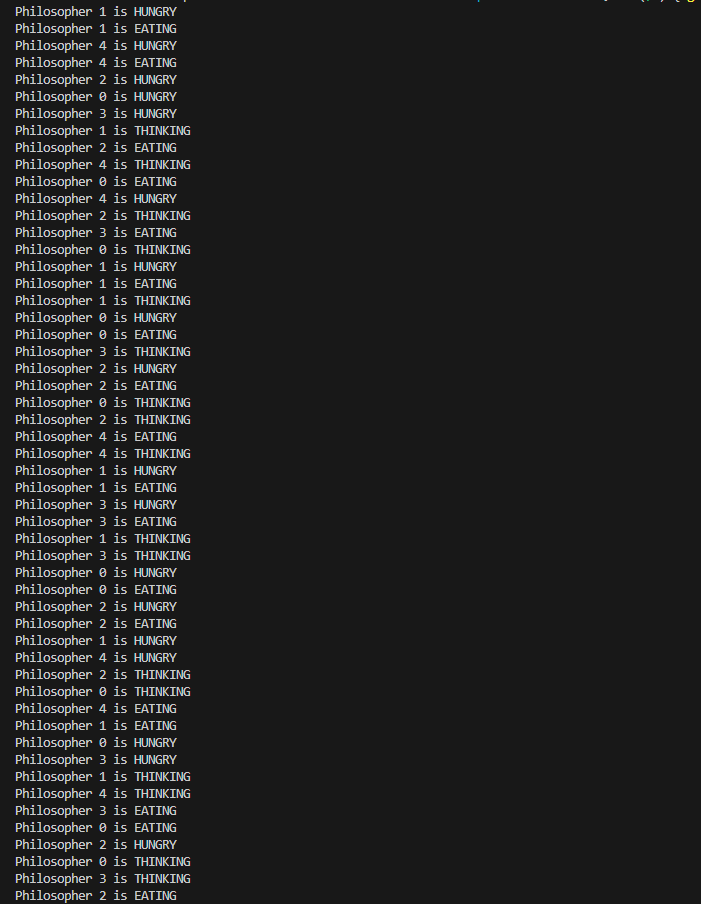 Philosopher 1 is HUNGRY
Philosopher 1 is EATING
Philosopher 4 is HUNGRY
Philosopher 4 is EATING
Philosopher 2 is HUNGRY
Philosopher 0 is HUNGRY
Philosopher 3 is HUNGRY
Philosopher 1 is THINKING
Philosopher 2 is EATING
Philosopher 4 is THINKING
Philosopher 0 is EATING
Philosopher 4 is HUNGRY
Philosopher 2 is THINKING
Philosopher 3 is EATING
Philosopher 0 is THINKING
Philosopher 1 is HUNGRY
Philosopher 1 is EATING
Philosopher 1 is THINKING
Philosopher 0 is HUNGRY
Philosopher 0 is EATING
Philosopher 3 is THINKING
Philosopher 2 is HUNGRY
Philosopher 2 is EATING
Philosopher 0 is THINKING
Philosopher 2 is THINKING
Philosopher 4 is EATING
Philosopher 4 is THINKING
Philosopher 1 is HUNGRY
Philosopher 1 is EATING
Philosopher 3 is HUNGRY
Philosopher 3 is EATING
Philosopher 1 is THINKING
Philosopher 3 is THINKING
Philosopher 0 is HUNGRY
Philosopher 0 is EATING
Philosopher 2 is HUNGRY
Philosopher 2 is EATING
Philosopher 1 is HUNGRY
Philosopher 4 is HUNGRY
Philosopher 2 is THINKING
Philosopher 0 is THINKING
Philosopher 4 is EATING
Philosopher 1 is EATING
Philosopher 0 is HUNGRY
Philosopher 3 is HUNGRY
Philosopher 1 is THINKING
Philosopher 4 is THINKING
Philosopher 3 is EATING
Philosopher 0 is EATING
Philosopher 2 is HUNGRY
Philosopher 0 is THINKING
Philosopher 3 is THINKING
Philosopher 2 is EATING